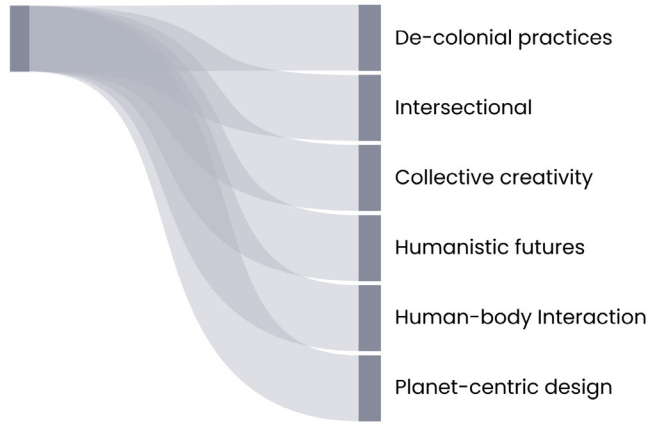 De-colonial practices
Intersectional
Collective creativity
Humanistic futures
Human-body Interaction
Planet-centric design